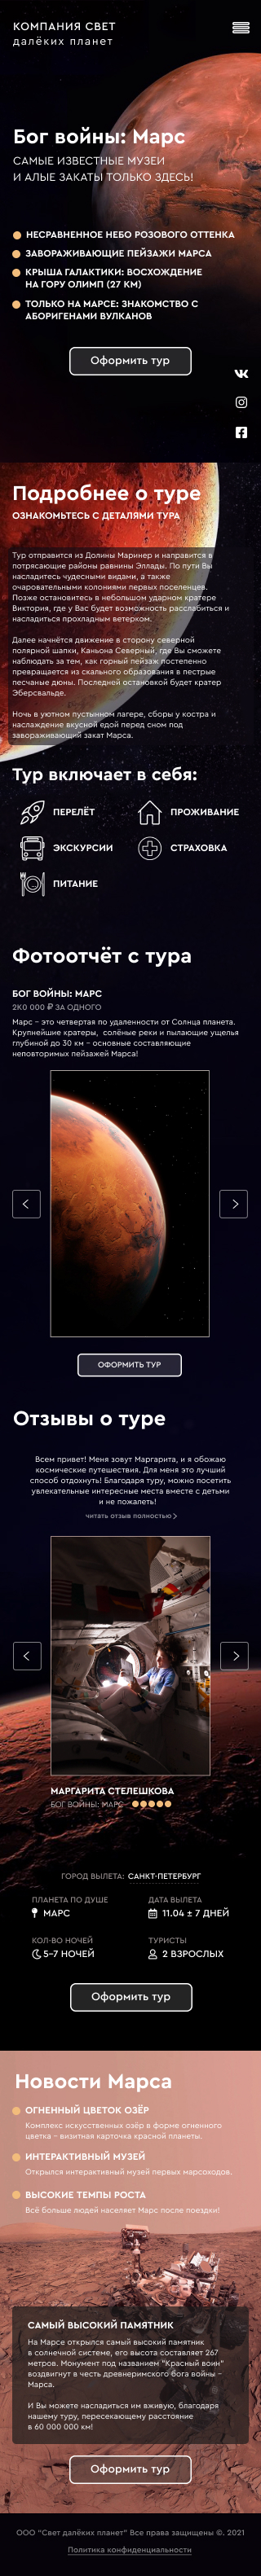 КОМПАНИЯ СВЕТ
далёких планет
Бог войны: Марс
САМЫЕ ИЗВЕСТНЫЕ МУЗЕИ
И АЛЫЕ ЗАКАТЫ ТОЛЬКО ЗДЕСЬ!
НЕСРАВНЕННОЕ НЕБО РОЗОВОГО ОТТЕНКА
ЗАВОРАЖИВАЮЩИЕ ПЕЙЗАЖИ МАРСА
КРЫША ГАЛАКТИКИ: ВОСХОЖДЕНИЕ
НА ГОРУ ОЛИМП (27 КМ)
ТОЛЬКО НА МАРСЕ: ЗНАКОМСТВО С
АБОРИГЕНАМИ ВУЛКАНОВ
Оформить тур
Подробнее о туре
ОЗНАКОМЬТЕСЬ С ДЕТАЛЯМИ ТУРА
Тур отправится из Долины Маринер и направится в
потрясающие районы равнины Эллады. По пути Вы
насладитесь чудесными видами, а также
очаровательными колониями первых поселенцев.
Позже остановитесь в небольшом ударном кратере
Виктория, где у Вас будет возможность расслабиться и
насладиться прохладным ветерком.
Далее начнётся движение в сторону северной
полярной шапки, Каньона Северный, где Вы сможете
наблюдать за тем, как горный пейзаж постепенно
превращается из скального образования в пестрые
песчаные дюны. Последней остановкой будет кратер
Эберсвальде.
Ночь в уютном пустынном лагере, сборы у костра и
наслаждение вкусной едой перед сном под
завораживающий закат Марса.
Тур включает в себя:
ПЕРЕЛЁТ
ПРОЖИВАНИЕ
ЭКСКУРСИИ
СТРАХОВКА
ПИТАНИЕ
Фотоотчёт с тура
БОГ ВОЙНЫ: МАРС
2К0 000 ₽ ЗА ОДНОГО
Марс – это четвертая по удаленности от Солнца планета.
Крупнейшие кратеры, солёные реки и пылающие ущелья
глубиной до 30 км – основные составляющие
неповторимых пейзажей Марса!
ОФОРМИТЬ ТУР
Отзывы о туре
Всем привет! Меня зовут Маргарита, и я обожаю
космические путешествия. Для меня это лучший
способ отдохнуть! Благодаря туру, можно посетить
увлекательные интересные места вместе с детьми
и не пожалеть!
читать отзыв полностью
МАРГАРИТА СТЕЛЕШКОВА
БОГ ВОЙНЫ: МАРС
ГОРОД ВЫЛЕТА: САНКТ-ПЕТЕРБУРГ
ПЛАНЕТА ПО ДУШЕ
ДАТА ВЫЛЕТА
МАРС
11.04 ± 7 ДНЕЙ
КОЛ-ВО НОЧЕЙ
ТУРИСТЫ
5-7 НОЧЕЙ
2 ВЗРОСЛЫХ
Оформить тур
Новости Марса
ОГНЕННЫЙ ЦВЕТОК ОЗЁР
Комплекс искусственных озёр в форме огненного
цветка – визитная карточка красной планеты.
ИНТЕРАКТИВНЫЙ МУЗЕЙ
Открылся интерактивный музей первых марсоходов.
ВЫСОКИЕ ТЕМПЫ РОСТА
Всё больше людей населяет Марс после поездки!
САМЫЙ ВЫСОКИЙ ПАМЯТНИК
На Марсе открылся самый высокий памятник
в солнечной системе, его высота составляет 267
метров. Монумент под названием "Красный воин"
воздвигнут в честь древнеримского бога войны –
Марса.
И Вы можете насладиться им вживую, благодаря
нашему туру, пересекающему расстояние
в 60 000 000 км!
Оформить тур
ООО "Свет далёких планет" Все права защищены ©. 2021
Политика конфиденциальности